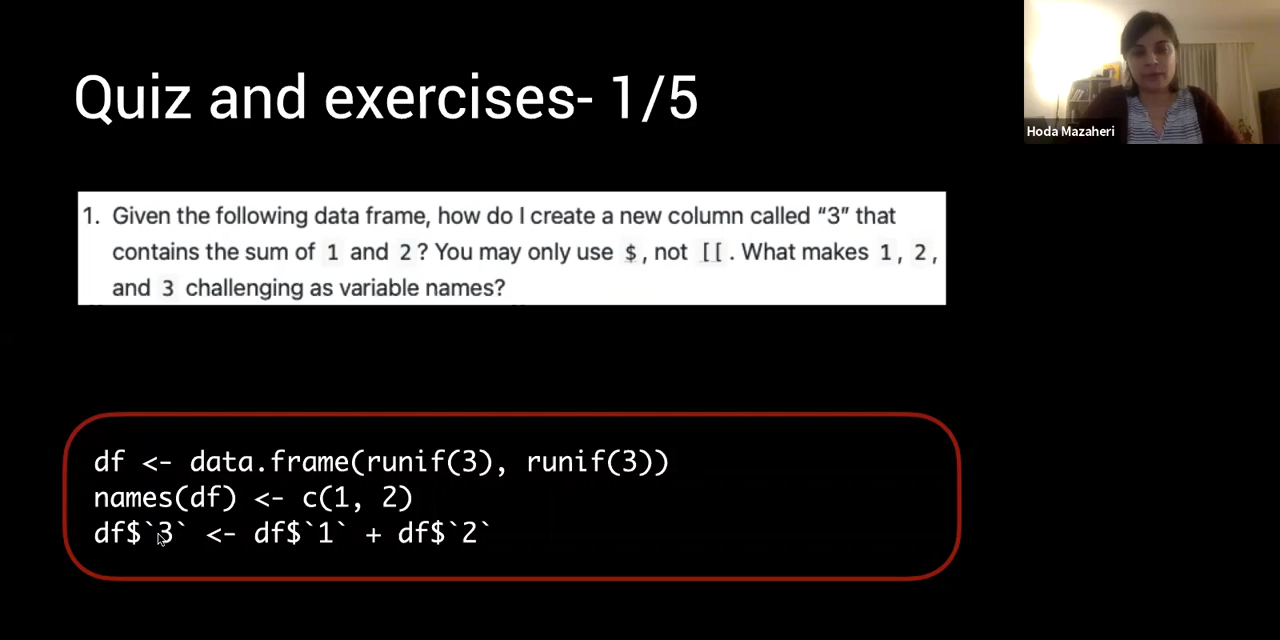 Quiz and exercises- 1/5
Hoda Mazaheri
1. Given the following data frame, how do I create a new column called “3” that
contains the sum of 1 and 2? You may only use $, not [[. What makes 1, 2,
and 3 challenging as variable names?
df <- data.frame(runif(3), runif(3))
names(df) <- c(1, 2)
df$`3` <- df$`1` + df$`2`